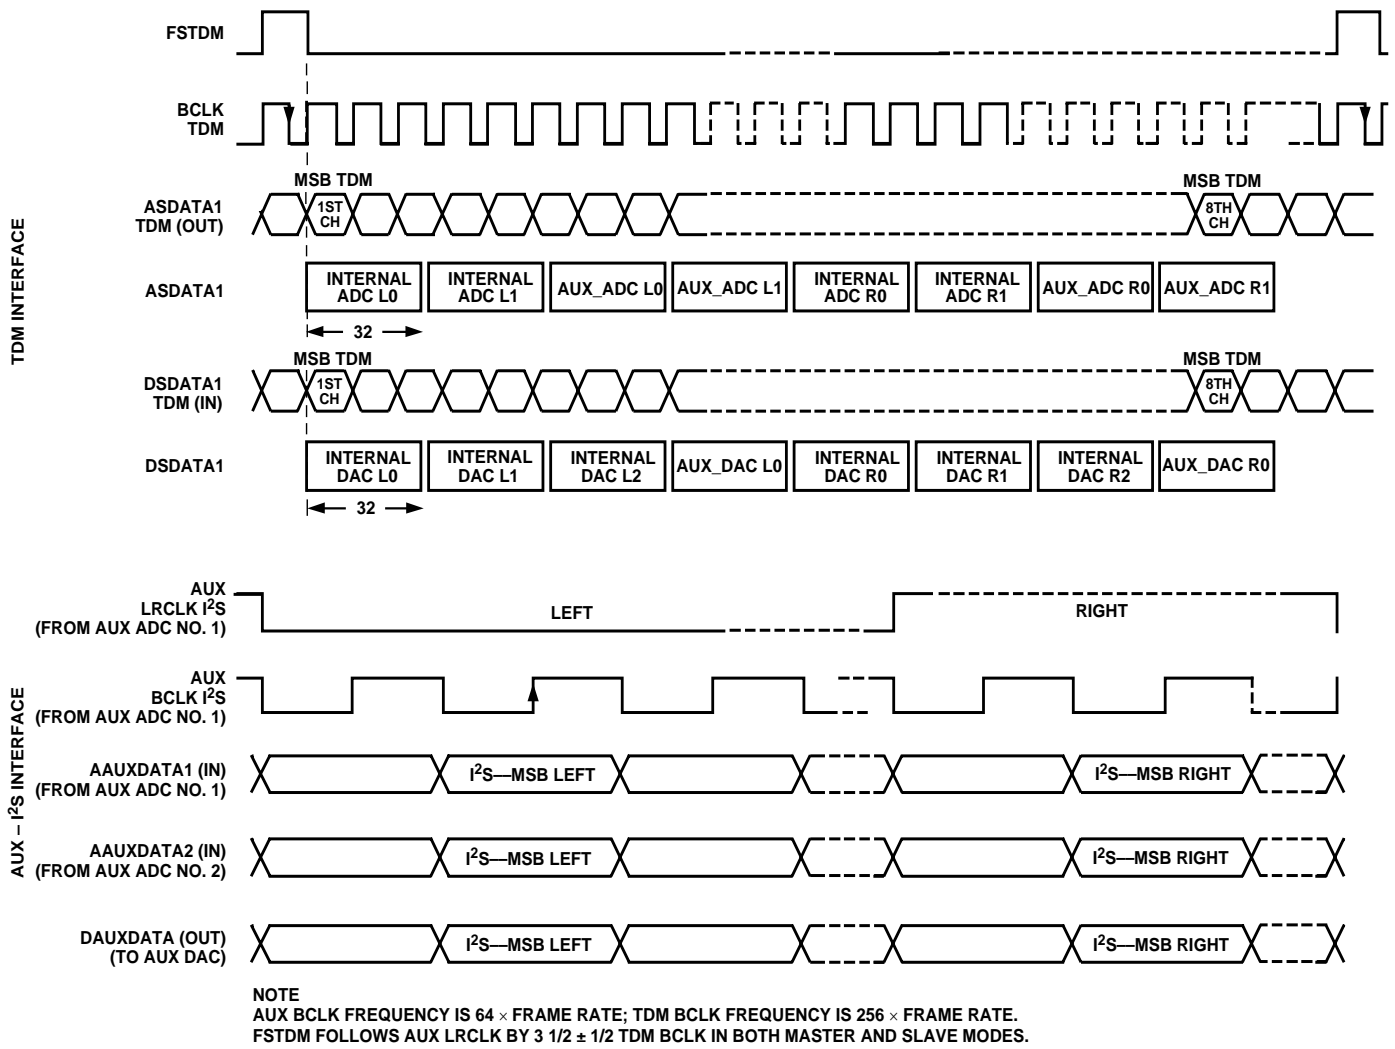 FSTDM
BCLK
TDM
TDM INTERFACE
MSB TDM
MSB TDM
ASDATA1
TDM (OUT)
1ST
CH
8TH
CH
ASDATA1
INTERNAL
ADC L0
INTERNAL
ADC L1
AUX_ADC L0
AUX_ADC L1
INTERNAL
ADC R0
INTERNAL
ADC R1
AUX_ADC R0
AUX_ADC R1
32
MSB TDM
MSB TDM
DSDATA1
TDM (IN)
1ST
CH
8TH
CH
DSDATA1
INTERNAL
DAC L0
INTERNAL
DAC L1
INTERNAL
DAC L2
AUX_DAC L0
INTERNAL
DAC R0
INTERNAL
DAC R1
INTERNAL
DAC R2
AUX_DAC R0
32
AUX – I²S INTERFACE
AUX
LRCLK I²S
(FROM AUX ADC NO. 1)
LEFT
RIGHT
AUX
BCLK I²S
(FROM AUX ADC NO. 1)
AAUXDATA1 (IN)
(FROM AUX ADC NO. 1)
I²S—MSB LEFT
I²S—MSB RIGHT
AAUXDATA2 (IN)
(FROM AUX ADC NO. 2)
I²S—MSB LEFT
I²S—MSB RIGHT
DAUXDATA (OUT)
(TO AUX DAC)
I²S—MSB LEFT
I²S—MSB RIGHT
NOTE
AUX BCLK FREQUENCY IS 64 × FRAME RATE; TDM BCLK FREQUENCY IS 256 × FRAME RATE.
FSTDM FOLLOWS AUX LRCLK BY 3 1/2 ± 1/2 TDM BCLK IN BOTH MASTER AND SLAVE MODES.